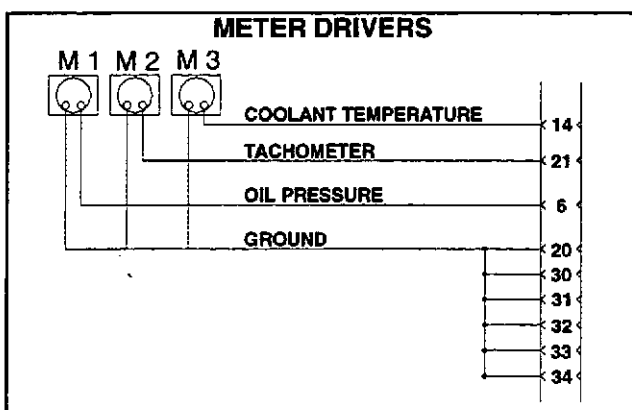 METER DRIVERS
M 1 M 2 M 3
COOLANT TEMPERATURE 14
TACHOMETER 21
OIL PRESSURE 6
GROUND 20
30
31
32
33
34